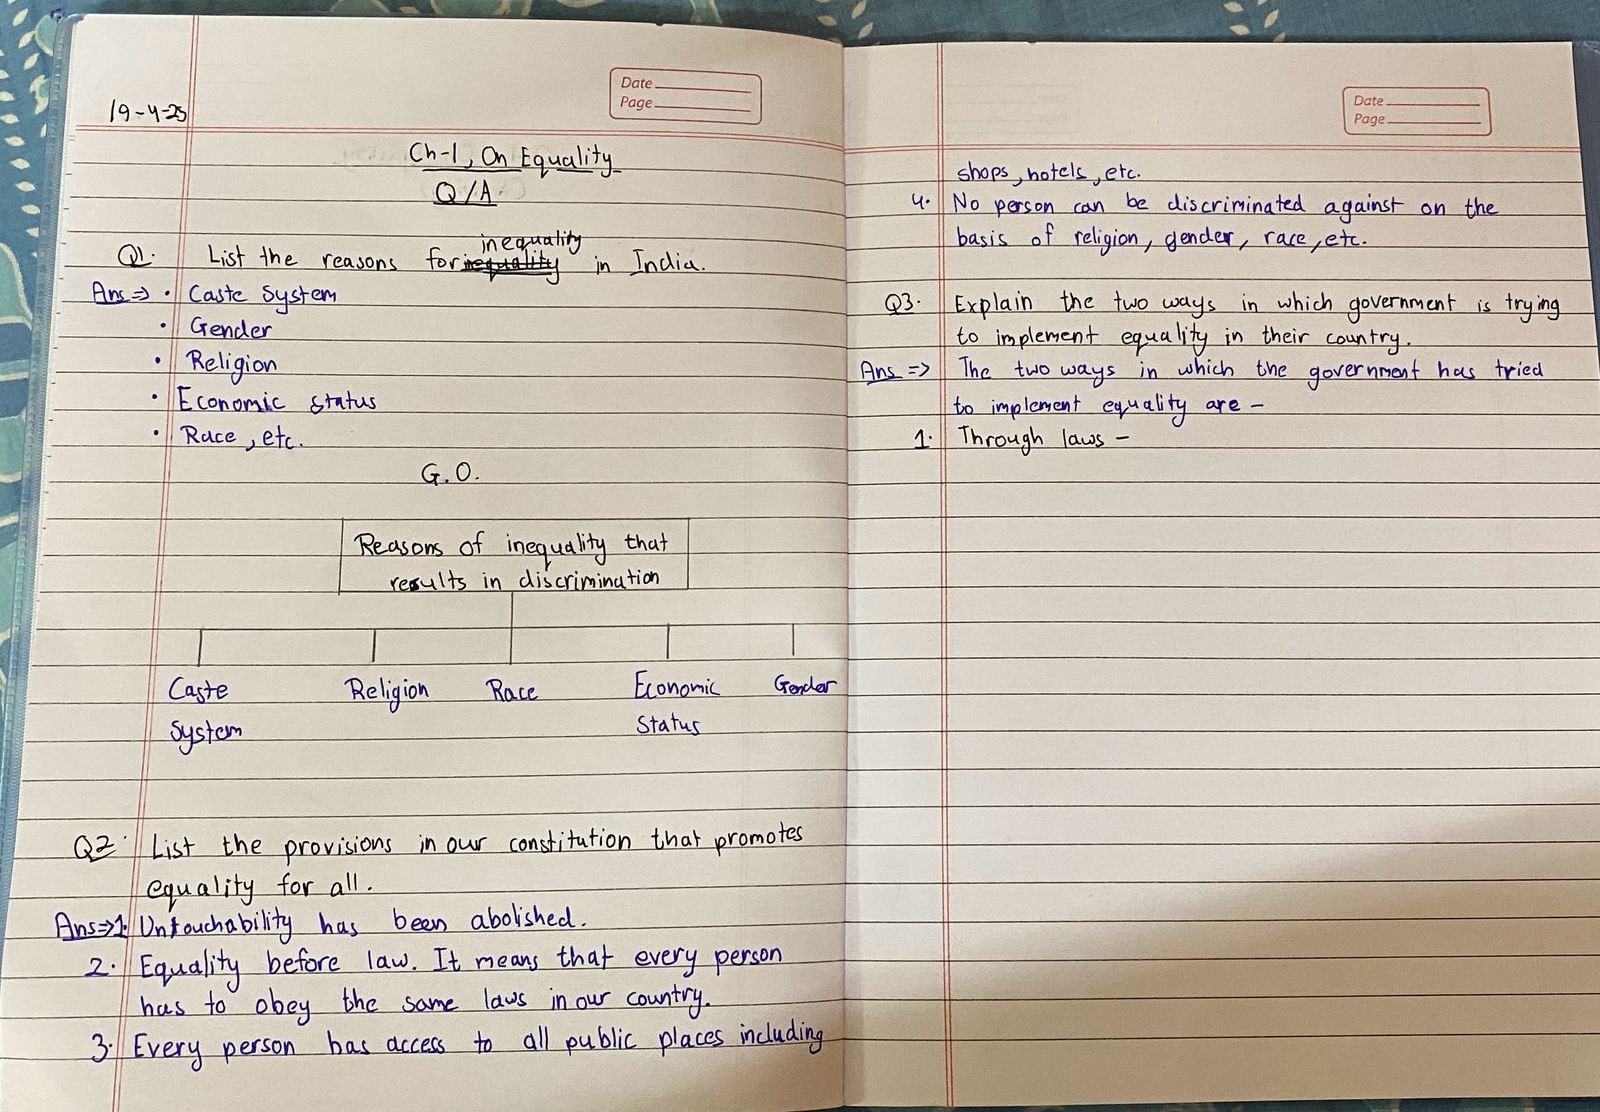 Date
Page
19-4-25
Ch-1, On Equality
Q/A
inequality
Q1. List the reasons for inequality in India.
Ans => • Caste System
• Gender
• Religion
• Economic status
• Race, etc.
G.O.
Reasons of inequality that
results in discrimination
Caste Religion Race Economic Gender
System Status
Q2. List the provisions in our constitution that promotes
equality for all.
Ans=>1. Untouchability has been abolished.
2. Equality before law. It means that every person
has to obey the same laws in our country.
3. Every person has access to all public places including
Date
Page
shops, hotels, etc.
4. No person can be discriminated against on the
basis of religion, gender, race, etc.
Q3. Explain the two ways in which government is trying
to implement equality in their country.
Ans => The two ways in which the government has tried
to implement equality are -
1. Through laws -